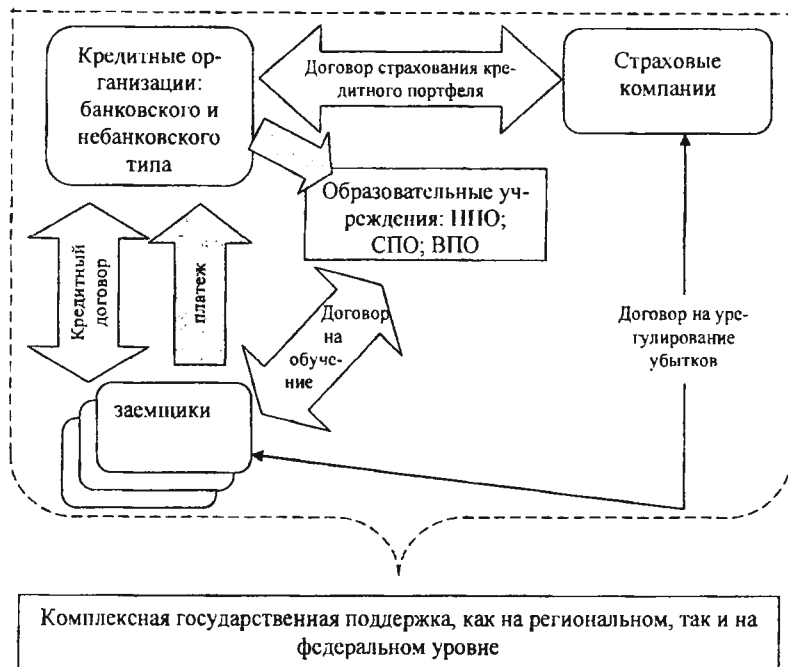 Кредитные ор-
ганизации:
банковского и
небанковского
типа
Договор страхования кре-
дитного портфеля
Страховые
компании
Образовательные уч-
реждения: НПО;
СПО; ВПО
Кредитный
договор
платеж
Договор
на
обуче-
ние
Договор на уре-
гулирование
убытков
заемщики
Комплексная государственная поддержка, как на региональном, так и на
федеральном уровне